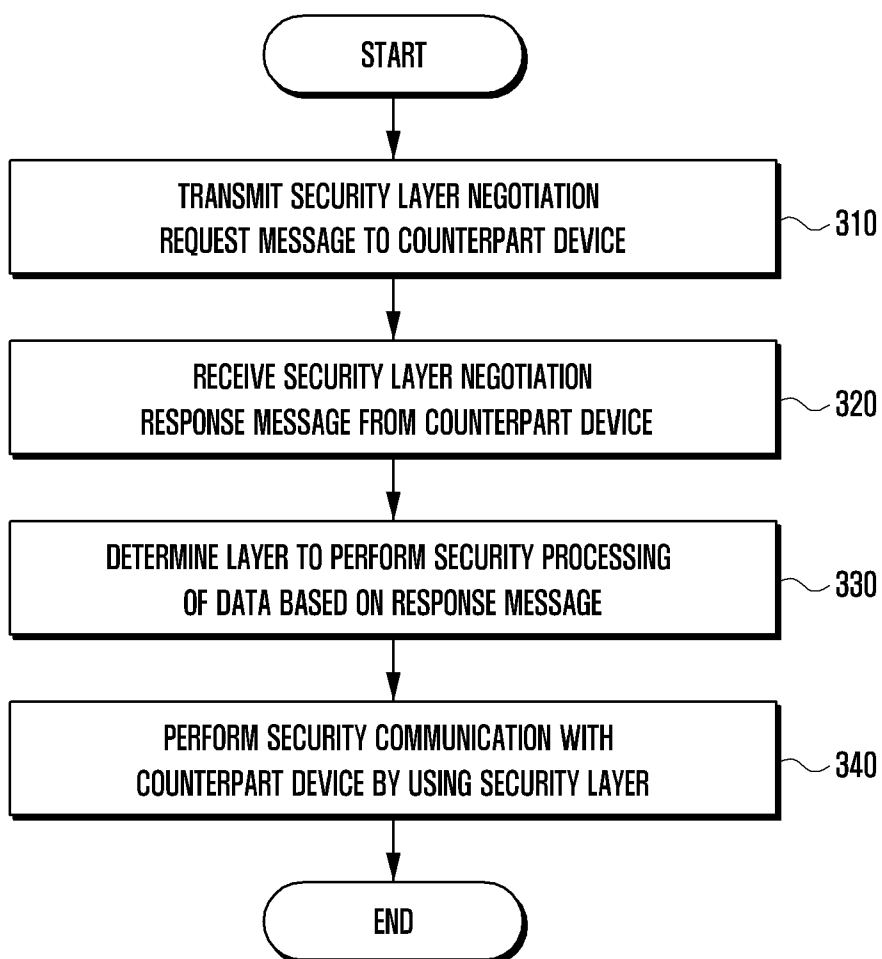 START
TRANSMIT SECURITY LAYER NEGOTIATION
REQUEST MESSAGE TO COUNTERPART DEVICE
310
RECEIVE SECURITY LAYER NEGOTIATION
RESPONSE MESSAGE FROM COUNTERPART DEVICE
320
DETERMINE LAYER TO PERFORM SECURITY PROCESSING
OF DATA BASED ON RESPONSE MESSAGE
330
PERFORM SECURITY COMMUNICATION WITH
COUNTERPART DEVICE BY USING SECURITY LAYER
340
END